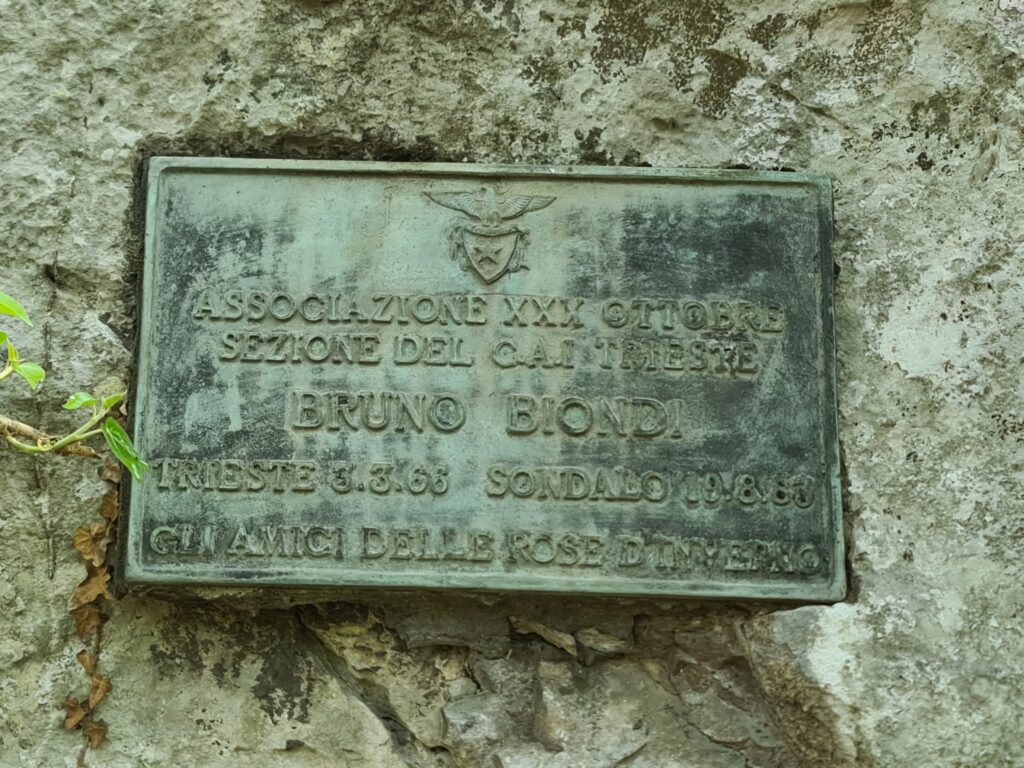 ASSOCIAZIONE XXX OTTOBRE
SEZIONE DEL C.A.I TRIESTE
BRUNO BIONDI
TRIESTE 3.3.66 SONDALO 19.8.83
GLI AMICI DELLE ROSE D'INVERNO